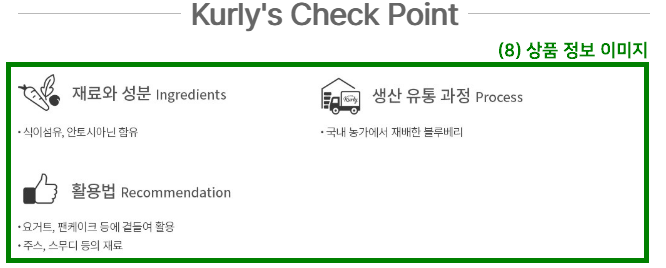 Kurly's Check Point
(8) 상품 정보 이미지
재료와 성분 Ingredients
· 식이섬유, 안토시아닌 함유
생산 유통 과정 Process
· 국내 농가에서 재배한 블루베리
활용법 Recommendation
· 요거트, 팬케이크 등에 곁들여 활용
· 주스, 스무디 등의 재료
Kurly